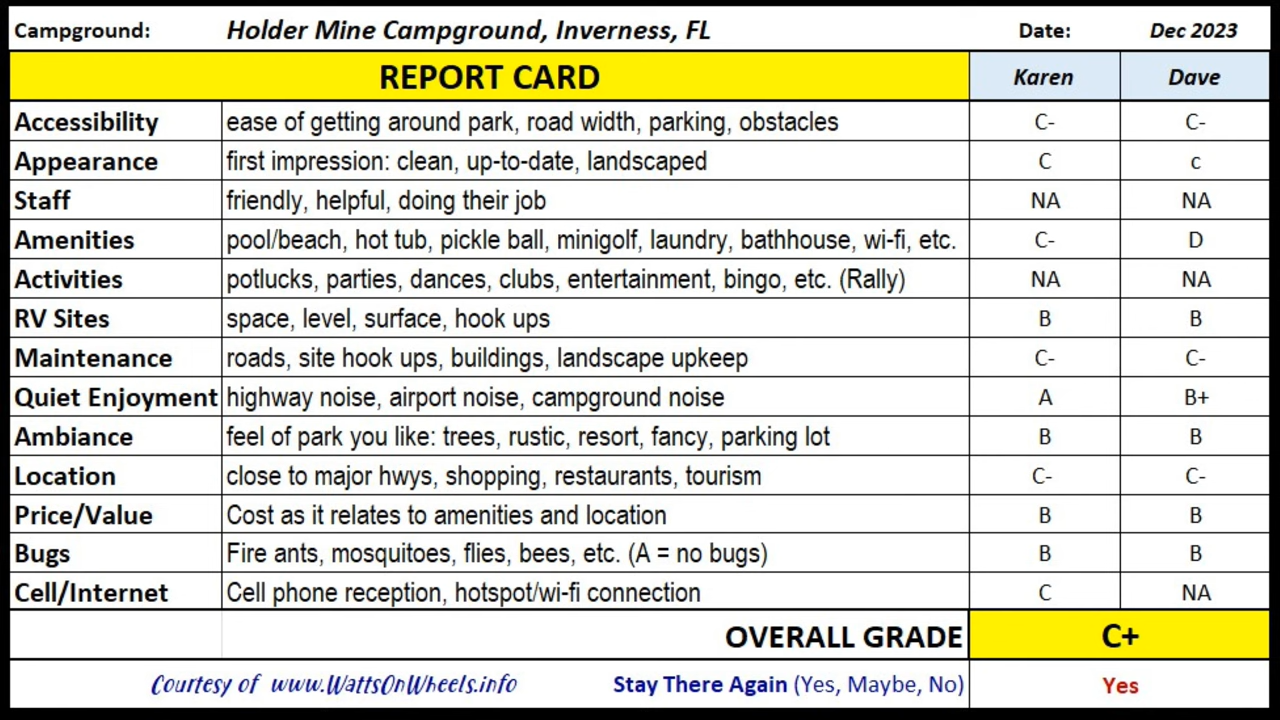 Campground: Holder Mine Campground, Inverness, FL Date: Dec 2023
REPORT CARD Karen Dave
Accessibility ease of getting around park, road width, parking, obstacles C- C-
Appearance first impression: clean, up-to-date, landscaped C c
Staff friendly, helpful, doing their job NA NA
Amenities pool/beach, hot tub, pickle ball, minigolf, laundry, bathhouse, wi-fi, etc. C- D
Activities potlucks, parties, dances, clubs, entertainment, bingo, etc. (Rally) NA NA
RV Sites space, level, surface, hook ups B B
Maintenance roads, site hook ups, buildings, landscape upkeep C- C-
Quiet Enjoyment highway noise, airport noise, campground noise A B+
Ambiance feel of park you like: trees, rustic, resort, fancy, parking lot B B
Location close to major hwys, shopping, restaurants, tourism C- C-
Price/Value Cost as it relates to amenities and location B B
Bugs Fire ants, mosquitoes, flies, bees, etc. (A = no bugs) B B
Cell/Internet Cell phone reception, hotspot/wi-fi connection C NA
OVERALL GRADE C+
Courtesy of www.WattsOnWheels.info Stay There Again (Yes, Maybe, No) Yes